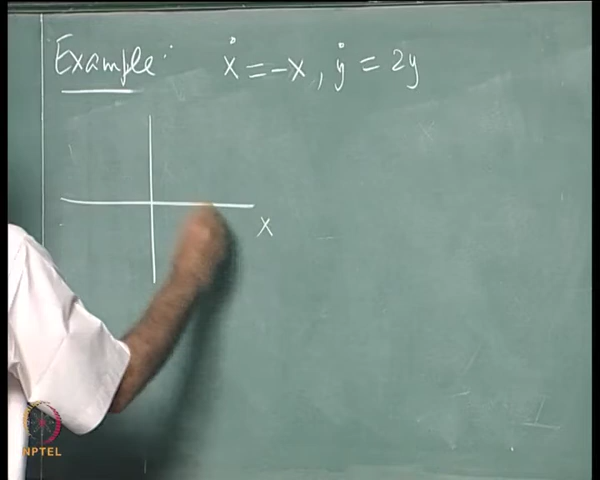 Example: ẋ = -x, ẏ = 2y
x
NPTEL